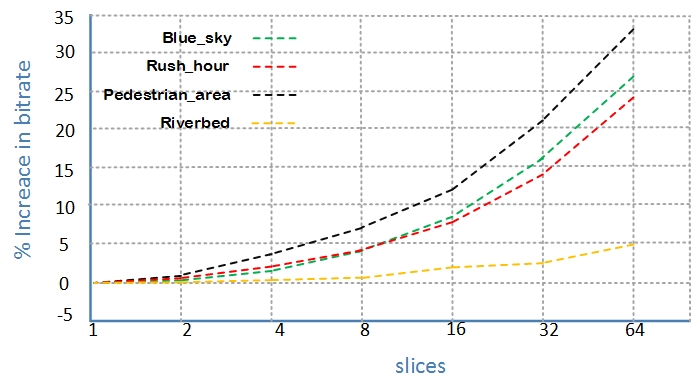 % Increace in bitrate
35
30
25
20
15
10
5
0
-5
Blue_sky
Rush_hour
Pedestrian_area
Riverbed
1 2 4 8 16 32 64
slices